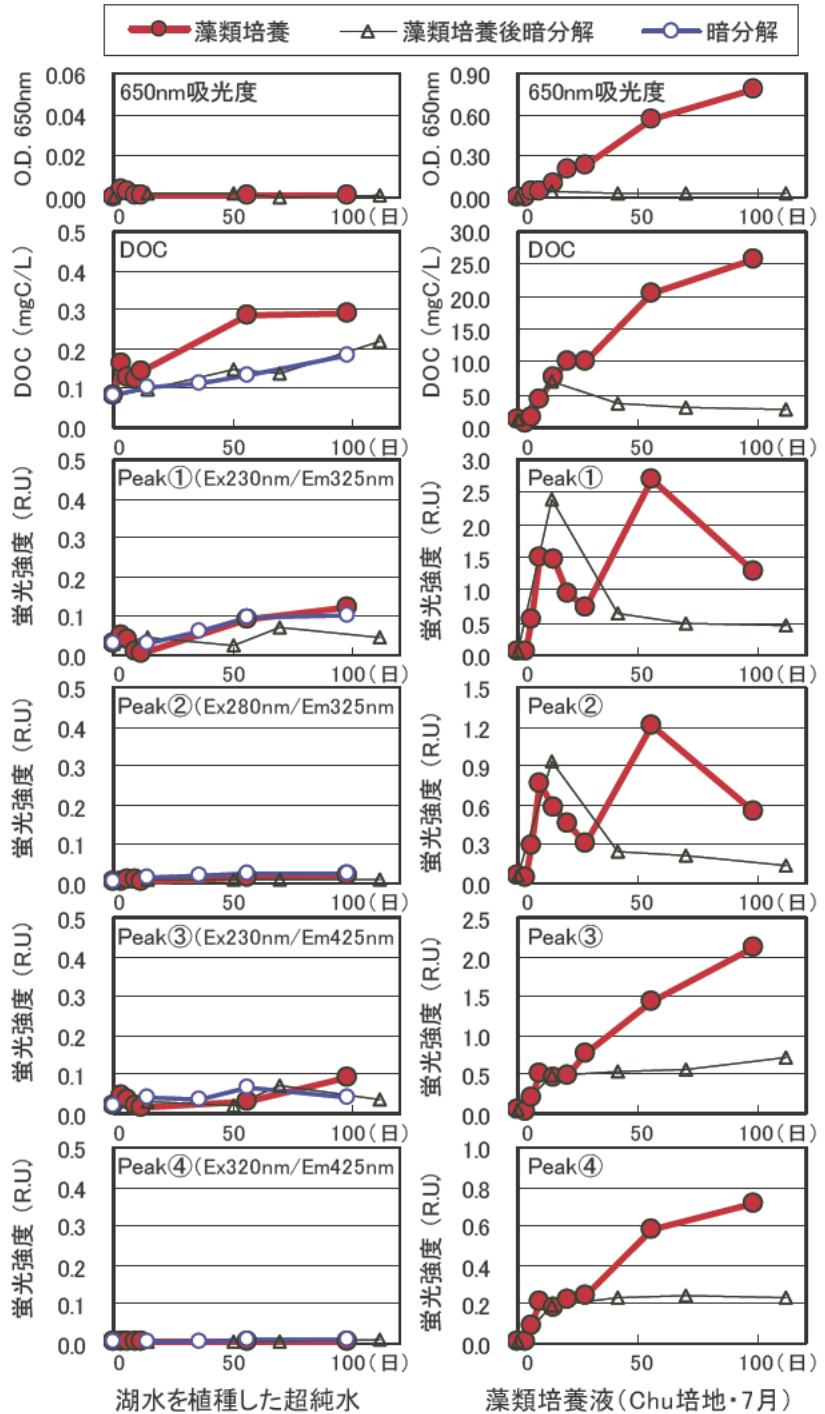 藻類培養 藻類培養後暗分解 暗分解
O.D. 650nm
0.06
0.04
0.02
0.00
650nm吸光度
0 50 100(日)
O.D. 650nm
0.90
0.60
0.30
0.00
650nm吸光度
0 50 100(日)
DOC (mgC/L)
0.5
0.4
0.3
0.2
0.1
0.0
DOC
0 50 100(日)
DOC (mgC/L)
30.0
25.0
20.0
15.0
10.0
5.0
0.0
DOC
0 50 100(日)
蛍光強度 (R.U)
0.5
0.4
0.3
0.2
0.1
0.0
Peak①(Ex230nm/Em325nm
0 50 100(日)
蛍光強度 (R.U)
3.0
2.5
2.0
1.5
1.0
0.5
0.0
Peak①
0 50 100(日)
蛍光強度 (R.U)
0.5
0.4
0.3
0.2
0.1
0.0
Peak②(Ex280nm/Em325nm
0 50 100(日)
蛍光強度 (R.U)
1.5
1.2
0.9
0.6
0.3
0.0
Peak②
0 50 100(日)
蛍光強度 (R.U)
0.5
0.4
0.3
0.2
0.1
0.0
Peak③(Ex230nm/Em425nm
0 50 100(日)
蛍光強度 (R.U)
2.5
2.0
1.5
1.0
0.5
0.0
Peak③
0 50 100(日)
蛍光強度 (R.U)
0.5
0.4
0.3
0.2
0.1
0.0
Peak④(Ex320nm/Em425nm
0 50 100(日)
蛍光強度 (R.U)
1.0
0.8
0.6
0.4
0.2
0.0
Peak④
0 50 100(日)
湖水を植種した超純水
藻類培養液(Chu培地・7月)